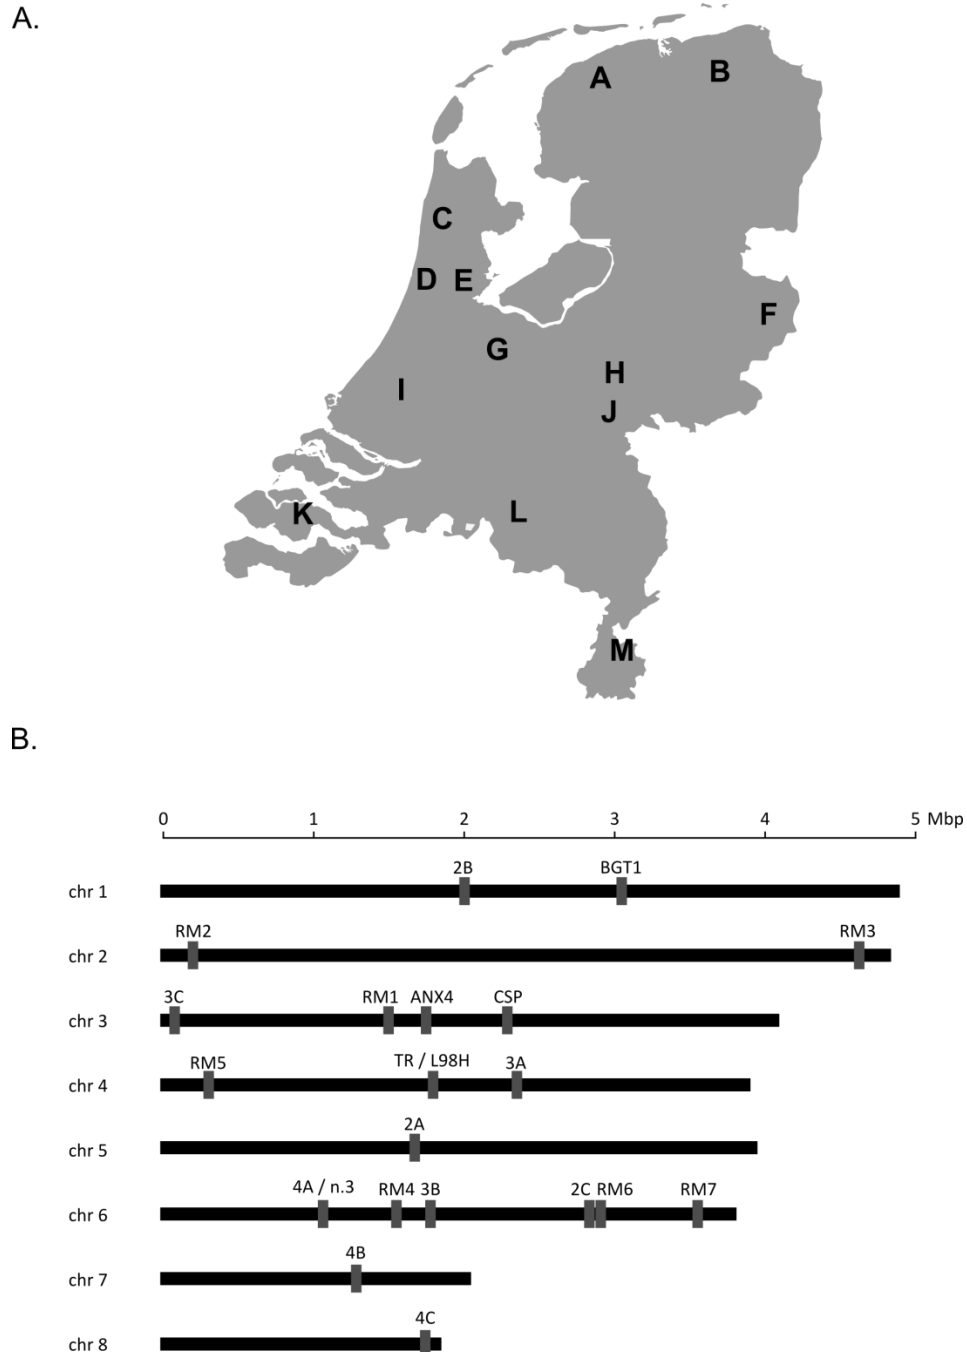 A.
A B
C
D E
F
G
H
I
J
K L
M
B.
0 1 2 3 4 5 Mbp
2B BGT1
chr 1
RM2 RM3
chr 2
3C RM1 ANX4 CSP
chr 3
RM5 TR / L98H 3A
chr 4
2A
chr 5
4A / n.3 RM4 3B 2C RM6 RM7
chr 6
4B
chr 7
4C
chr 8